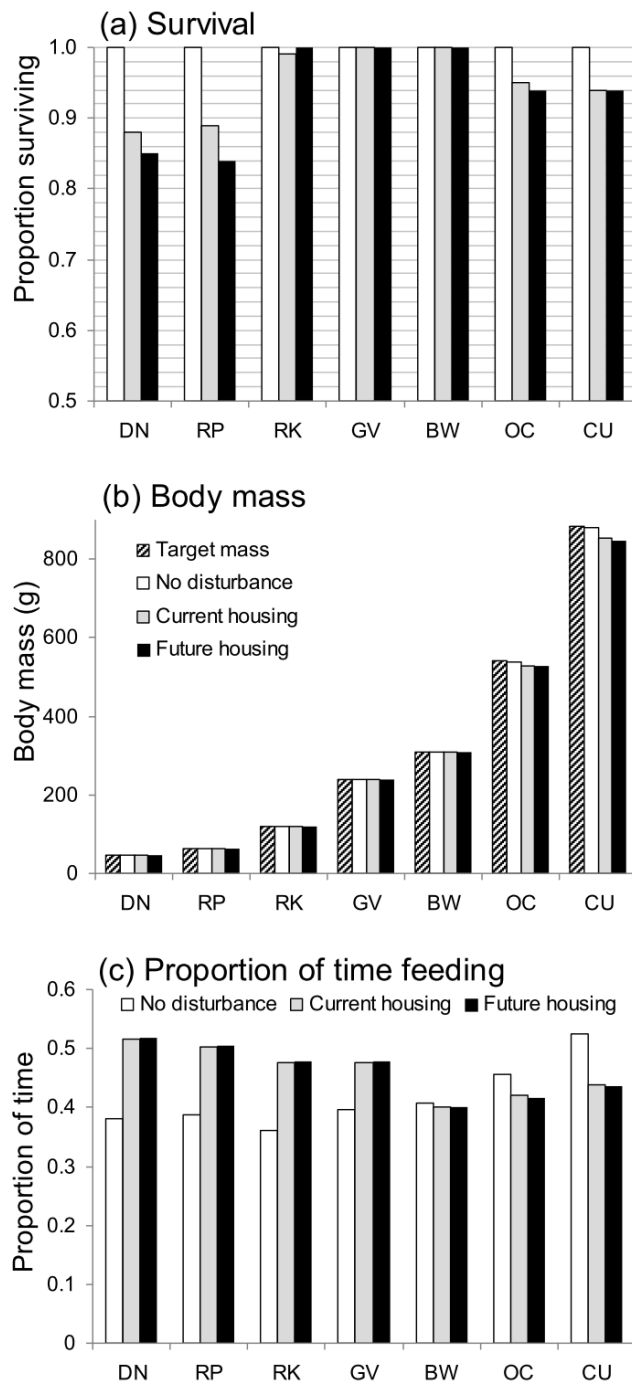 (a) Survival
Proportion surviving
1.0
0.9
0.8
0.7
0.6
0.5
DN RP RK GV BW OC CU
(b) Body mass
Body mass (g)
800
600
400
200
0
Target mass
No disturbance
Current housing
Future housing
DN RP RK GV BW OC CU
(c) Proportion of time feeding
Proportion of time
0.6
0.5
0.4
0.3
0.2
0.1
0
No disturbance Current housing Future housing
DN RP RK GV BW OC CU